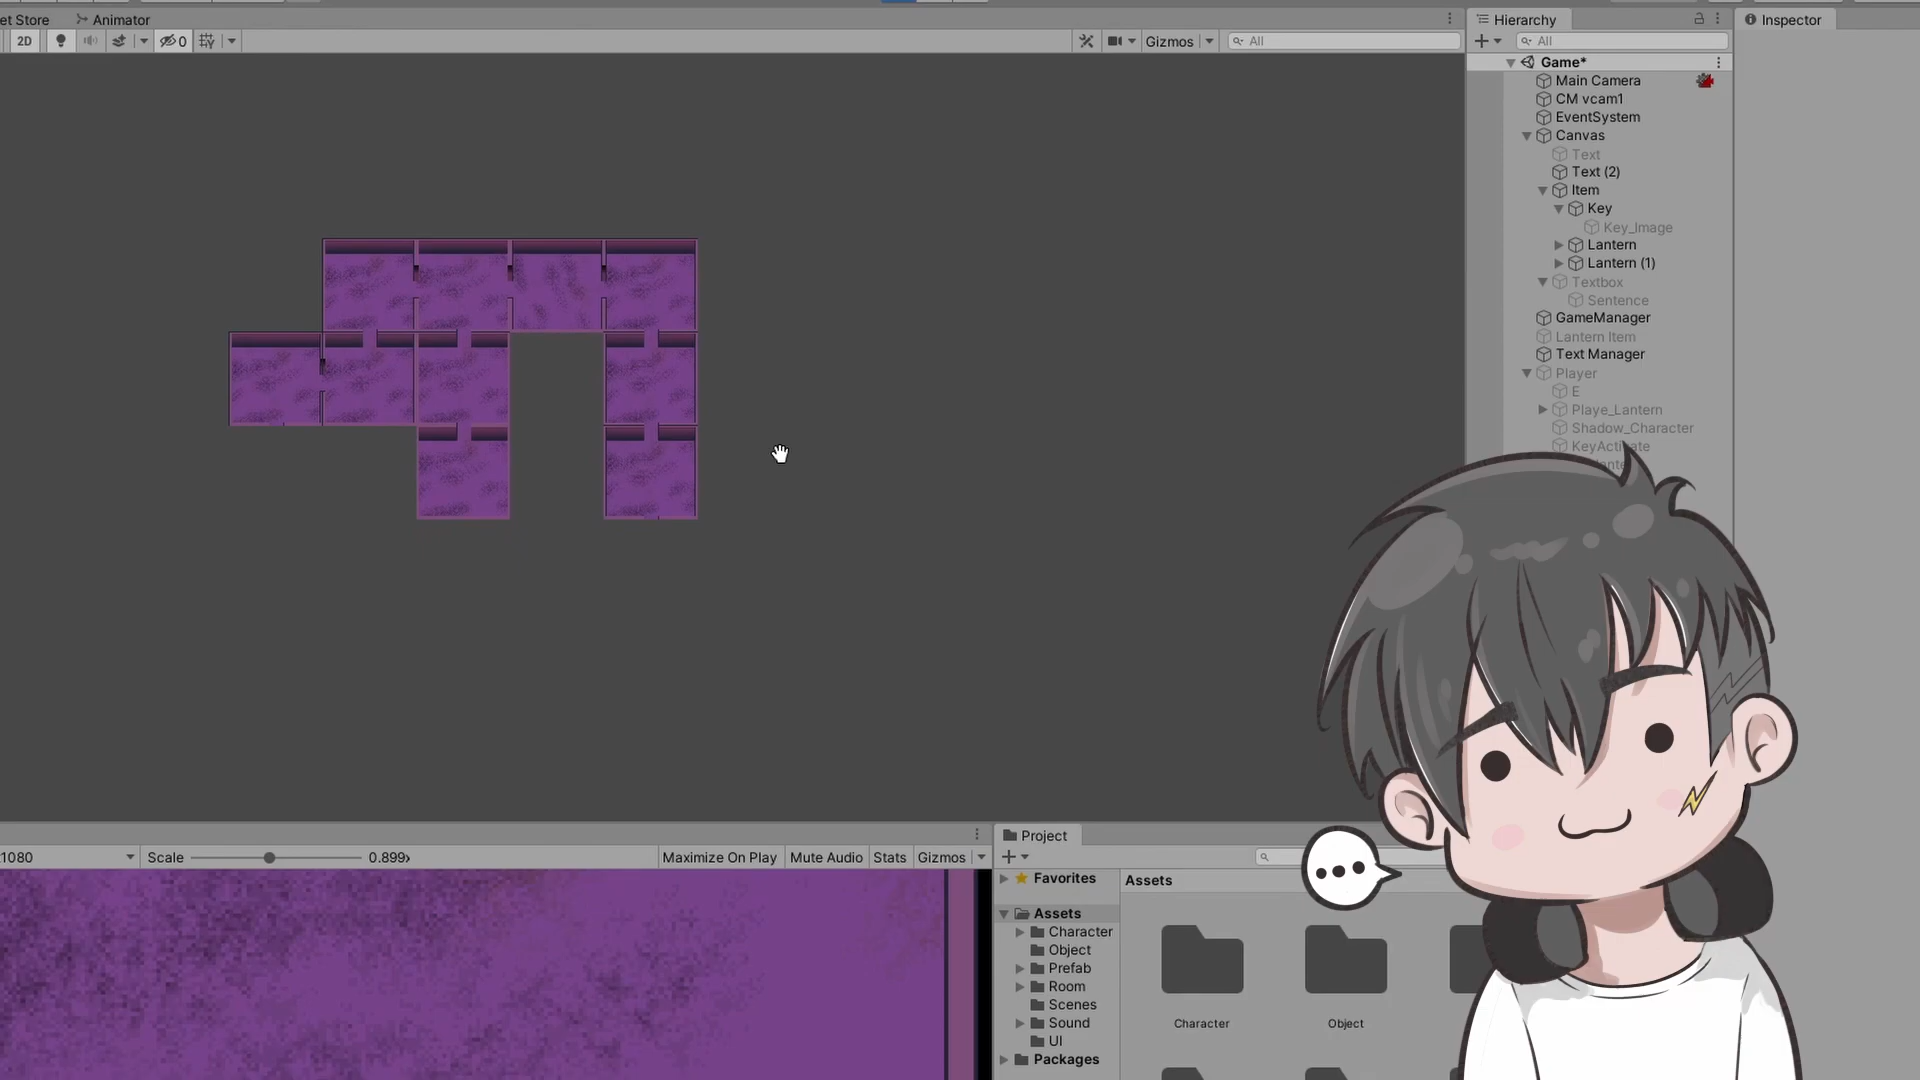 et Store
Animator
Hierarchy
Inspector
2D
0
Gizmos
All
All
Game*
Main Camera
CM vcam1
EventSystem
Canvas
Text
Text (2)
Item
Key
Key_Image
Lantern
Lantern (1)
Textbox
Sentence
GameManager
Lantern Item
Text Manager
Player
E
Playe_Lantern
Shadow_Character
KeyActivate
1080
Scale
0.899x
Maximize On Play
Mute Audio
Stats
Gizmos
Project
Favorites
Assets
Character
Object
Prefab
Room
Scenes
Sound
UI
Packages
Assets
Character
Object